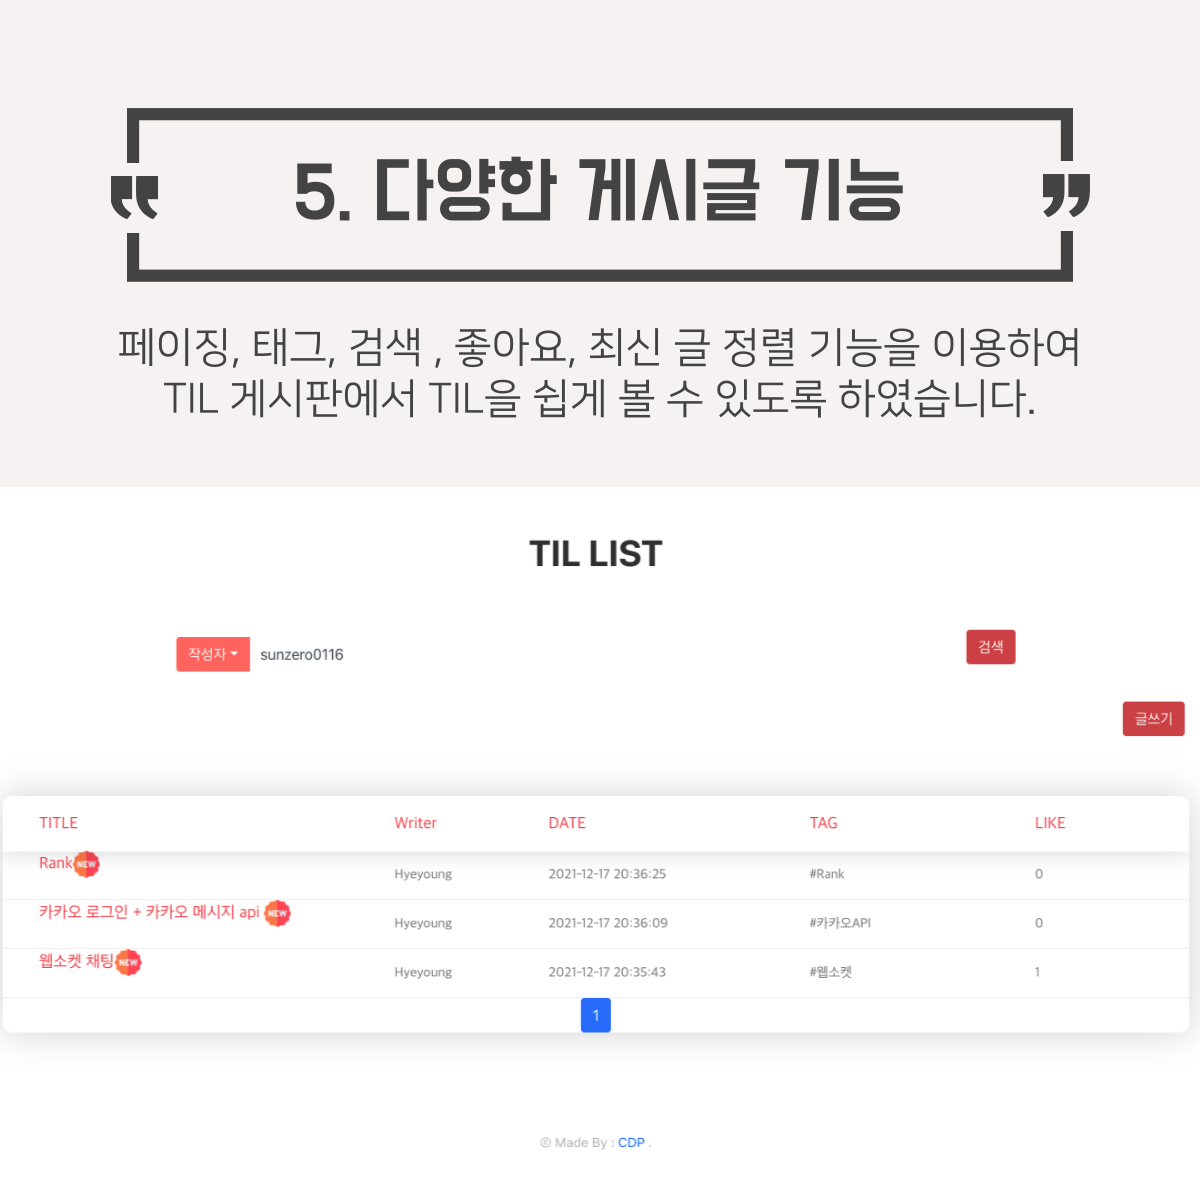 5. 다양한 게시글 기능
페이징, 태그, 검색 , 좋아요, 최신 글 정렬 기능을 이용하여
TIL 게시판에서 TIL을 쉽게 볼 수 있도록 하였습니다.
TIL LIST
작성자 sunzero0116 검색
글쓰기
TITLE Writer DATE TAG LIKE
Rank NEW Hyeyoung 2021-12-17 20:36:25 #Rank 0
카카오 로그인 + 카카오 메시지 api NEW Hyeyoung 2021-12-17 20:36:09 #카카오API 0
웹소켓 채팅 NEW Hyeyoung 2021-12-17 20:35:43 #웹소켓 1
1
© Made By : CDP .